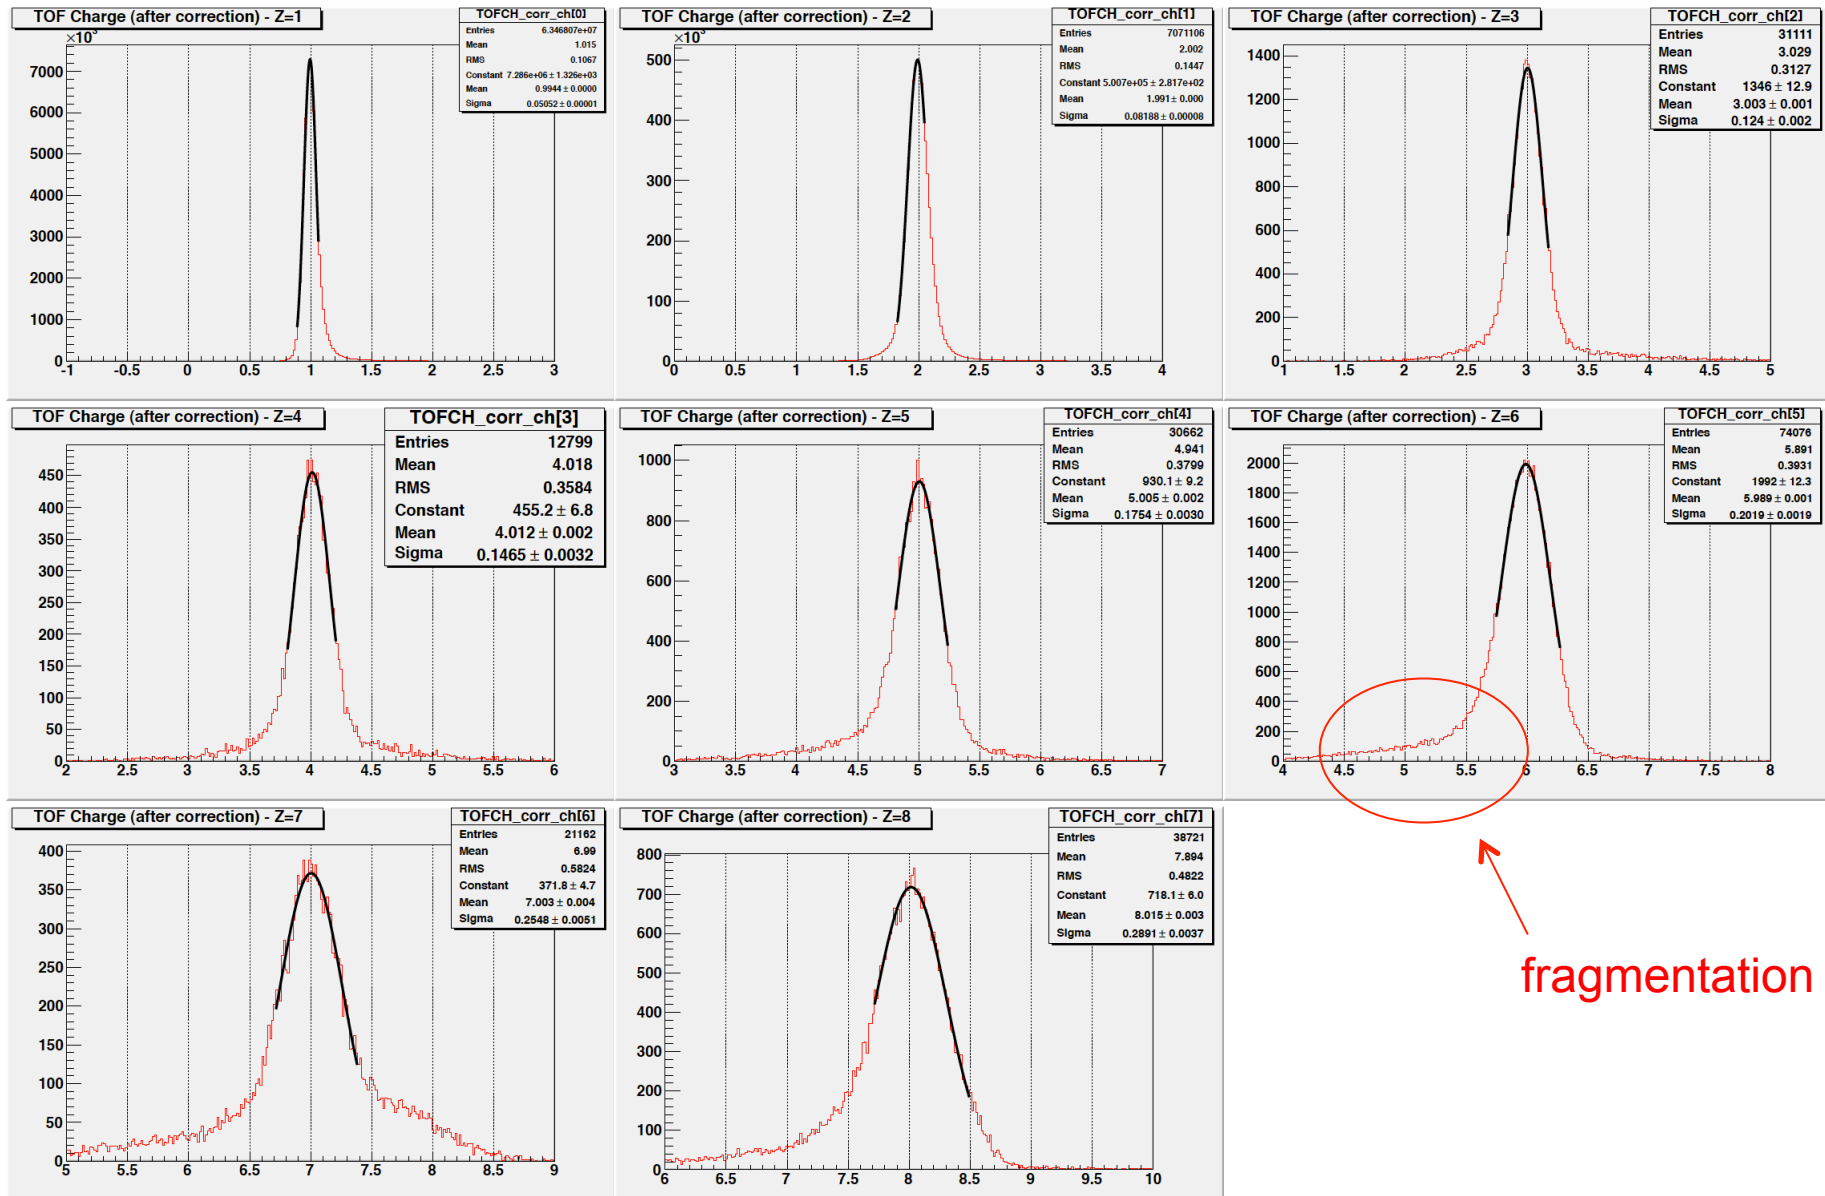 TOF Charge (after correction) - Z=1
TOFCH_corr_ch[0]
Entries 6.346807e+07
Mean 1.015
RMS 0.1067
Constant 7.286e+06 ± 1.326e+03
Mean 0.9944 ± 0.0000
Sigma 0.05052 ± 0.00001
×10³
7000
6000
5000
4000
3000
2000
1000
0
-1 -0.5 0 0.5 1 1.5 2 2.5 3
TOF Charge (after correction) - Z=2
TOFCH_corr_ch[1]
Entries 7071106
Mean 2.002
RMS 0.1447
Constant 5.007e+05 ± 2.817e+02
Mean 1.991 ± 0.000
Sigma 0.08188 ± 0.00008
×10³
500
400
300
200
100
0
0 0.5 1 1.5 2 2.5 3 3.5 4
TOF Charge (after correction) - Z=3
TOFCH_corr_ch[2]
Entries 31111
Mean 3.029
RMS 0.3127
Constant 1346 ± 12.9
Mean 3.003 ± 0.001
Sigma 0.124 ± 0.002
1400
1200
1000
800
600
400
200
0
1 1.5 2 2.5 3 3.5 4 4.5 5
TOF Charge (after correction) - Z=4
TOFCH_corr_ch[3]
Entries 12799
Mean 4.018
RMS 0.3584
Constant 455.2 ± 6.8
Mean 4.012 ± 0.002
Sigma 0.1465 ± 0.0032
450
400
350
300
250
200
150
100
50
0
2 2.5 3 3.5 4 4.5 5 5.5 6
TOF Charge (after correction) - Z=5
TOFCH_corr_ch[4]
Entries 30662
Mean 4.941
RMS 0.3799
Constant 930.1 ± 9.2
Mean 5.005 ± 0.002
Sigma 0.1754 ± 0.0030
1000
800
600
400
200
0
3 3.5 4 4.5 5 5.5 6 6.5 7
TOF Charge (after correction) - Z=6
TOFCH_corr_ch[5]
Entries 74076
Mean 5.891
RMS 0.3931
Constant 1992 ± 12.3
Mean 5.989 ± 0.001
Sigma 0.2019 ± 0.0019
2000
1800
1600
1400
1200
1000
800
600
400
200
0
4 4.5 5 5.5 6 6.5 7 7.5 8
TOF Charge (after correction) - Z=7
TOFCH_corr_ch[6]
Entries 21162
Mean 6.99
RMS 0.5824
Constant 371.8 ± 4.7
Mean 7.003 ± 0.004
Sigma 0.2548 ± 0.0051
400
350
300
250
200
150
100
50
0
5 5.5 6 6.5 7 7.5 8 8.5 9
TOF Charge (after correction) - Z=8
TOFCH_corr_ch[7]
Entries 38721
Mean 7.894
RMS 0.4822
Constant 718.1 ± 6.0
Mean 8.015 ± 0.003
Sigma 0.2891 ± 0.0037
800
700
600
500
400
300
200
100
0
6 6.5 7 7.5 8 8.5 9 9.5 10
fragmentation